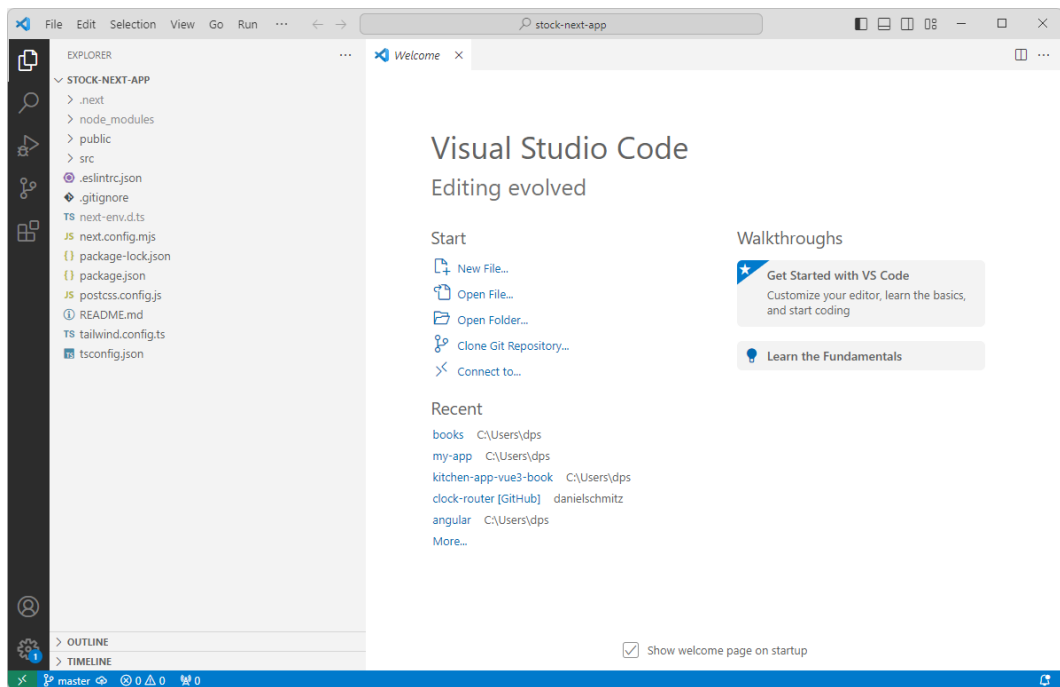 File Edit Selection View Go Run ··· stock-next-app
EXPLORER ···
Welcome
STOCK-NEXT-APP
.next
node_modules
public
src
.eslintrc.json
.gitignore
TS next-env.d.ts
JS next.config.mjs
{} package-lock.json
{} package.json
JS postcss.config.js
README.md
TS tailwind.config.ts
TS tsconfig.json
OUTLINE
TIMELINE
Visual Studio Code
Editing evolved
Start
New File...
Open File...
Open Folder...
Clone Git Repository...
Connect to...
Recent
books C:\Users\dps
my-app C:\Users\dps
kitchen-app-vue3-book C:\Users\dps
clock-router [GitHub] danielschmitz
angular C:\Users\dps
More...
Walkthroughs
Get Started with VS Code
Customize your editor, learn the basics,
and start coding
Learn the Fundamentals
Show welcome page on startup
1
master 0 0 0